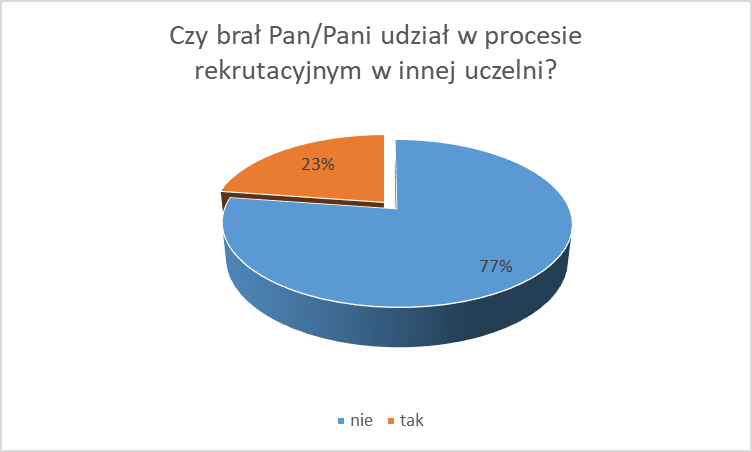 Czy brał Pan/Pani udział w procesie
rekrutacyjnym w innej uczelni?
23%
77%
nie tak